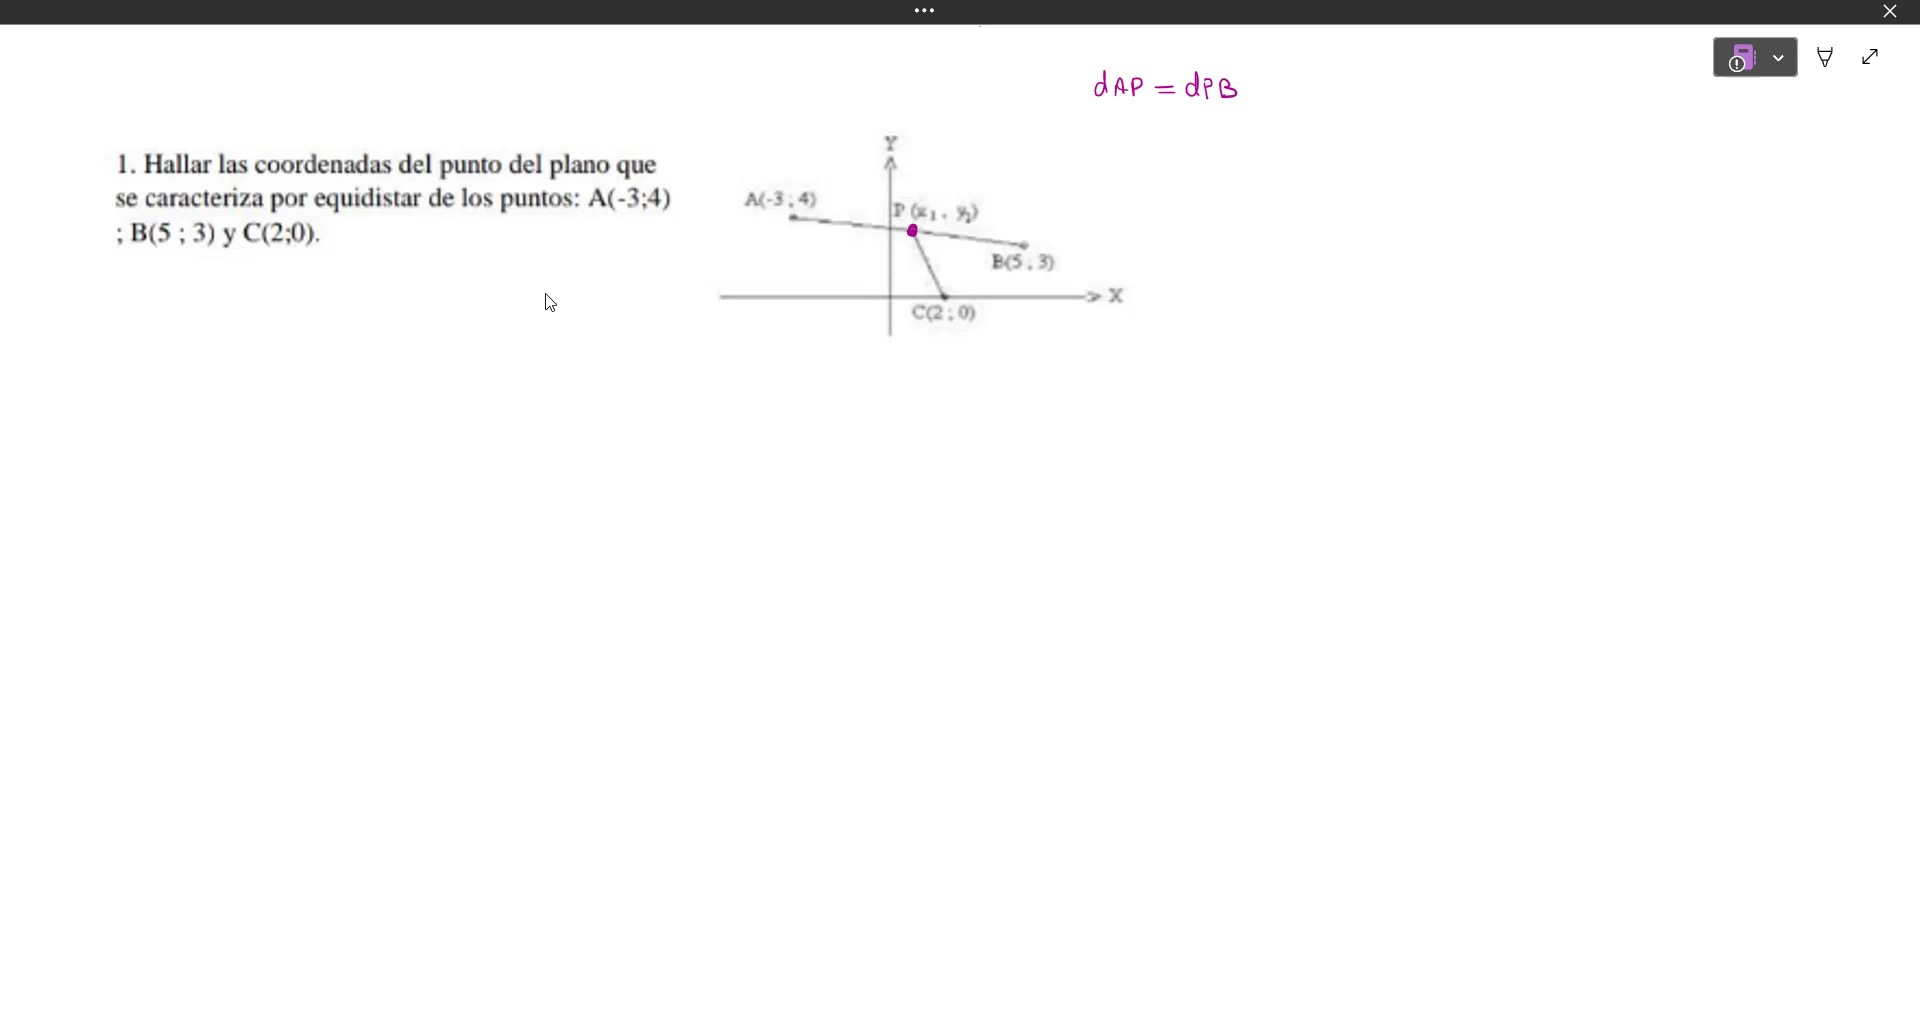 dAP = dPB
1. Hallar las coordenadas del punto del plano que
se caracteriza por equidistar de los puntos: A(-3;4)
; B(5 ; 3) y C(2;0).
Y
A(-3 ; 4)
P (x₁ , y₁)
B(5 ; 3)
X
C(2 ; 0)